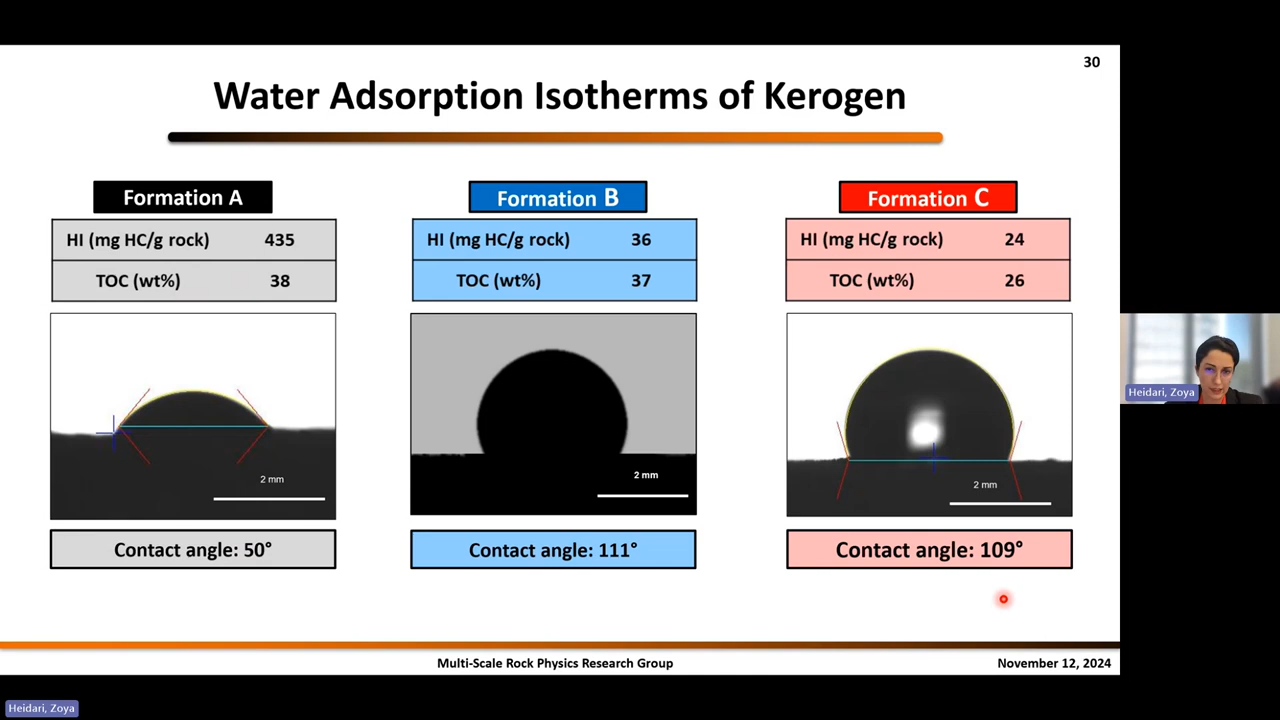 30
Water Adsorption Isotherms of Kerogen
Formation A
HI (mg HC/g rock) 435
TOC (wt%) 38
2 mm
Contact angle: 50°
Formation B
HI (mg HC/g rock) 36
TOC (wt%) 37
2 mm
Contact angle: 111°
Formation C
HI (mg HC/g rock) 24
TOC (wt%) 26
2 mm
Contact angle: 109°
Heidari, Zoya
Multi-Scale Rock Physics Research Group
November 12, 2024
Heidari, Zoya